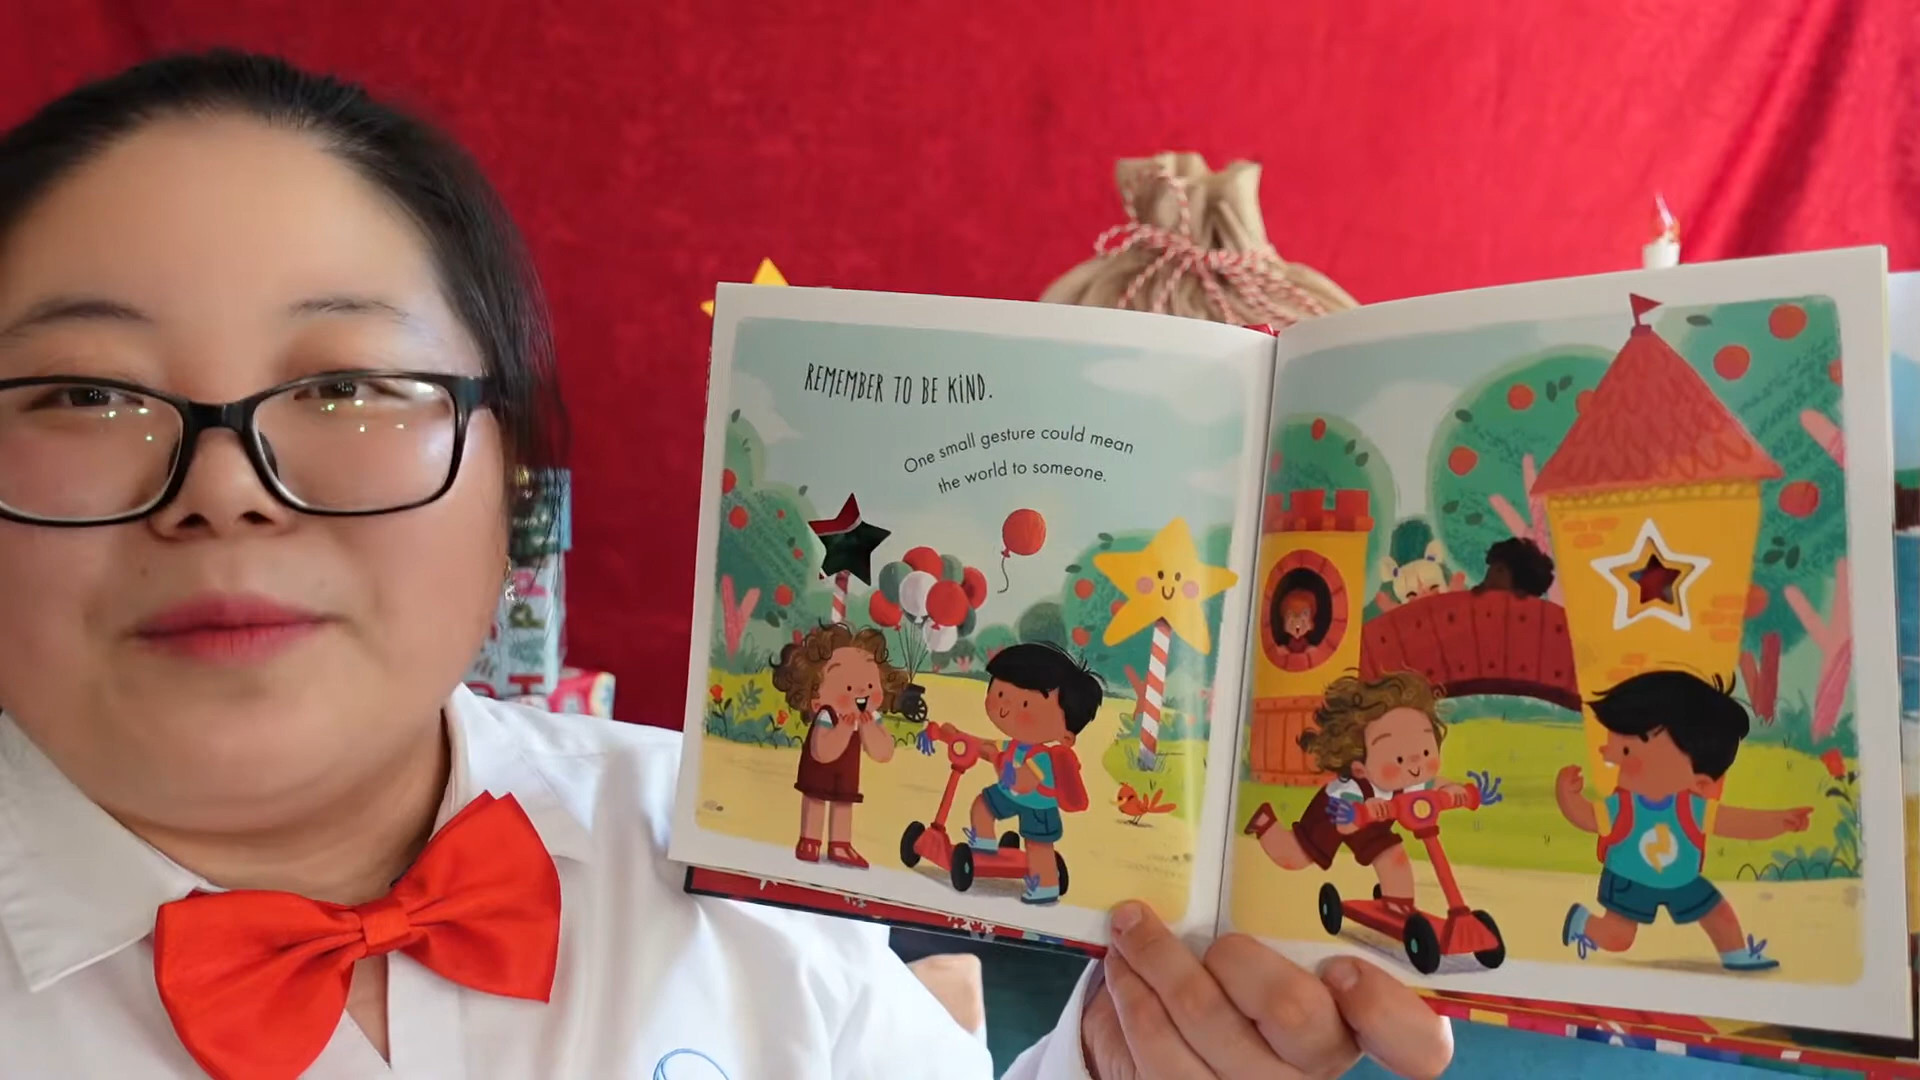 REMEMBER TO BE KIND.
One small gesture could mean
the world to someone.